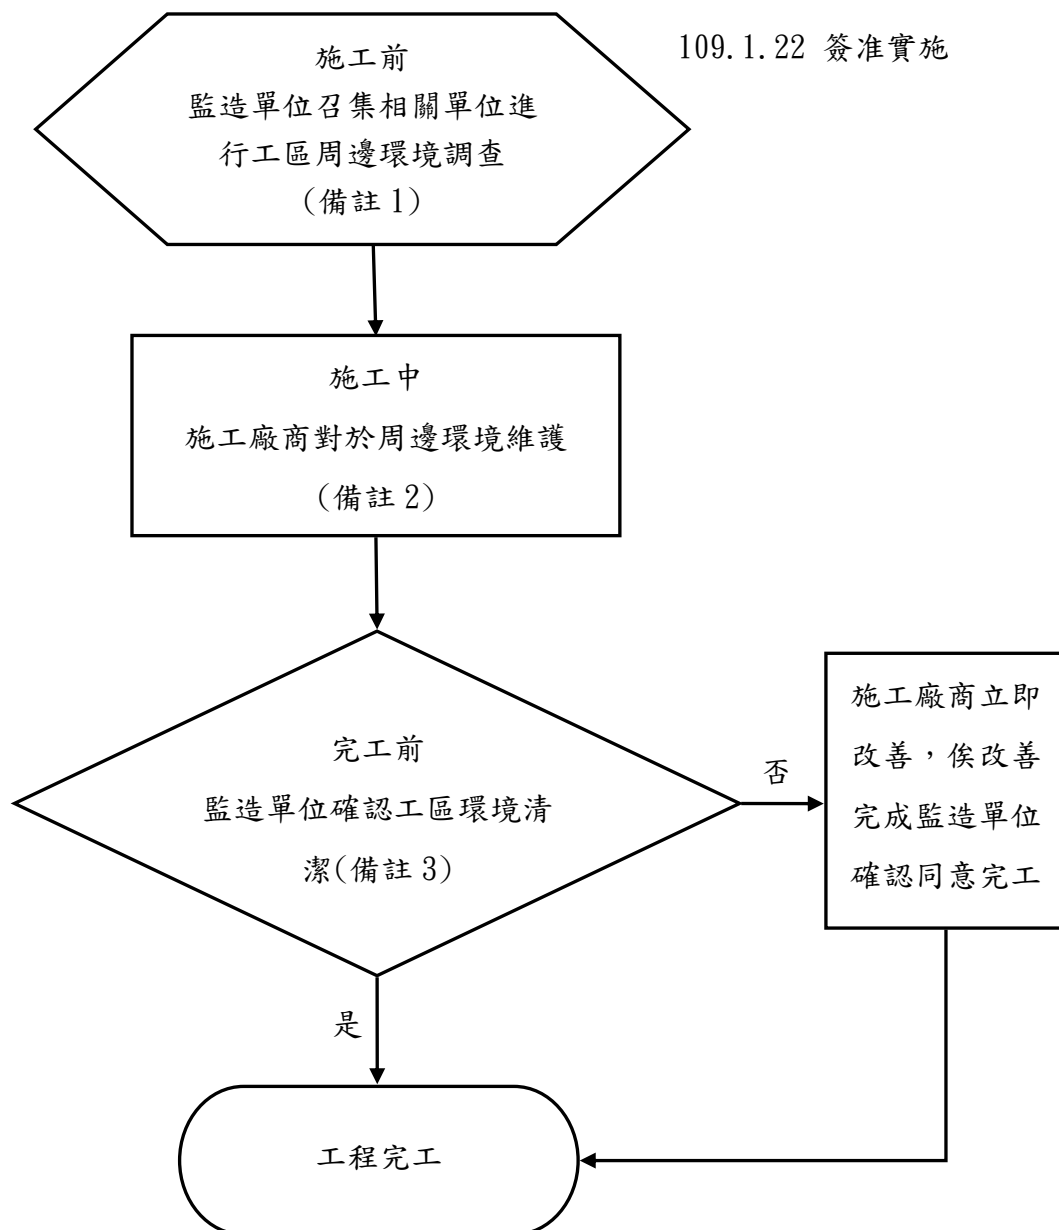 109.1.22 簽准實施
施工前
監造單位召集相關單位進
行工區周邊環境調查
(備註 1)
施工中
施工廠商對於周邊環境維護
(備註 2)
完工前
監造單位確認工區環境清
潔(備註 3)
否
施工廠商立即
改善，俟改善
完成監造單位
確認同意完工
是
工程完工